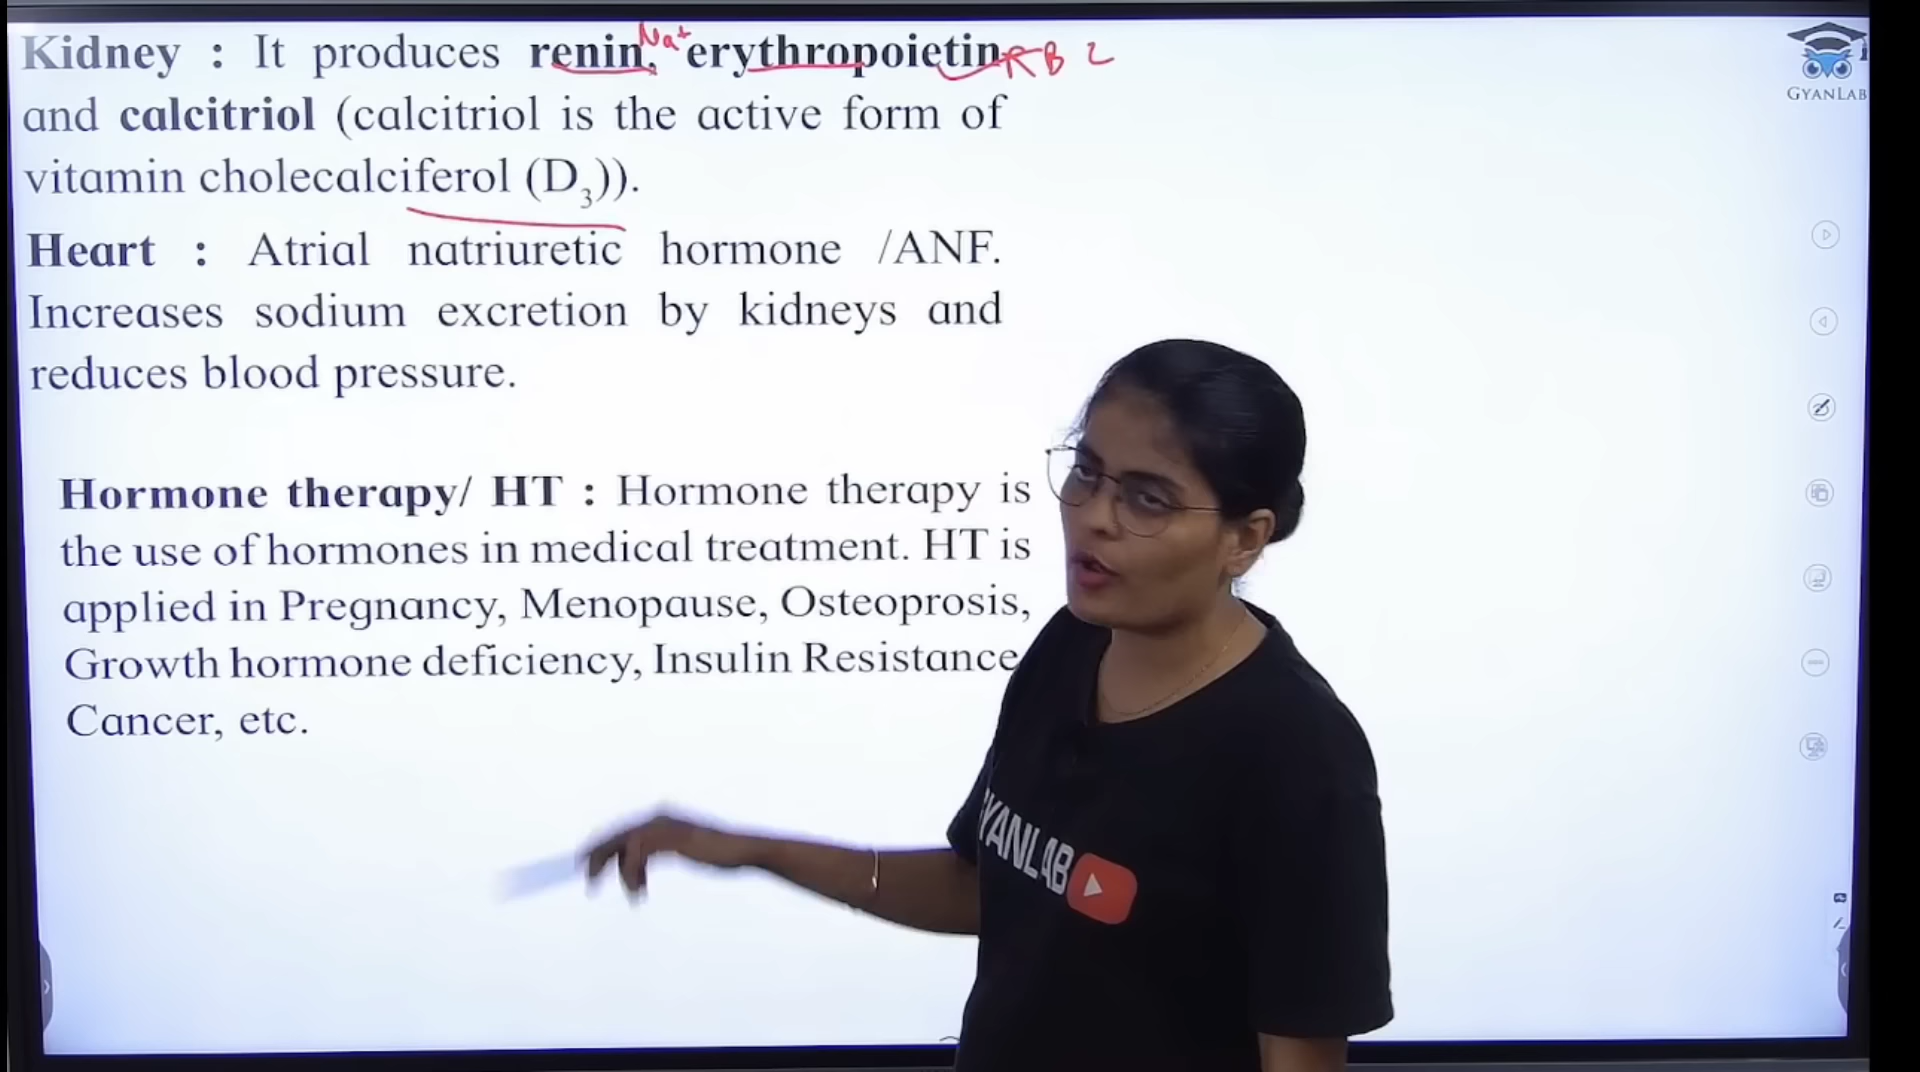 Kidney : It produces renin, Na+ erythropoietin RBC
and calcitriol (calcitriol is the active form of
vitamin cholecalciferol (D₃)).
Heart : Atrial natriuretic hormone /ANF.
Increases sodium excretion by kidneys and
reduces blood pressure.
Hormone therapy/ HT : Hormone therapy is
the use of hormones in medical treatment. HT is
applied in Pregnancy, Menopause, Osteoprosis,
Growth hormone deficiency, Insulin Resistance
Cancer, etc.
GYANLAB
YANLAB